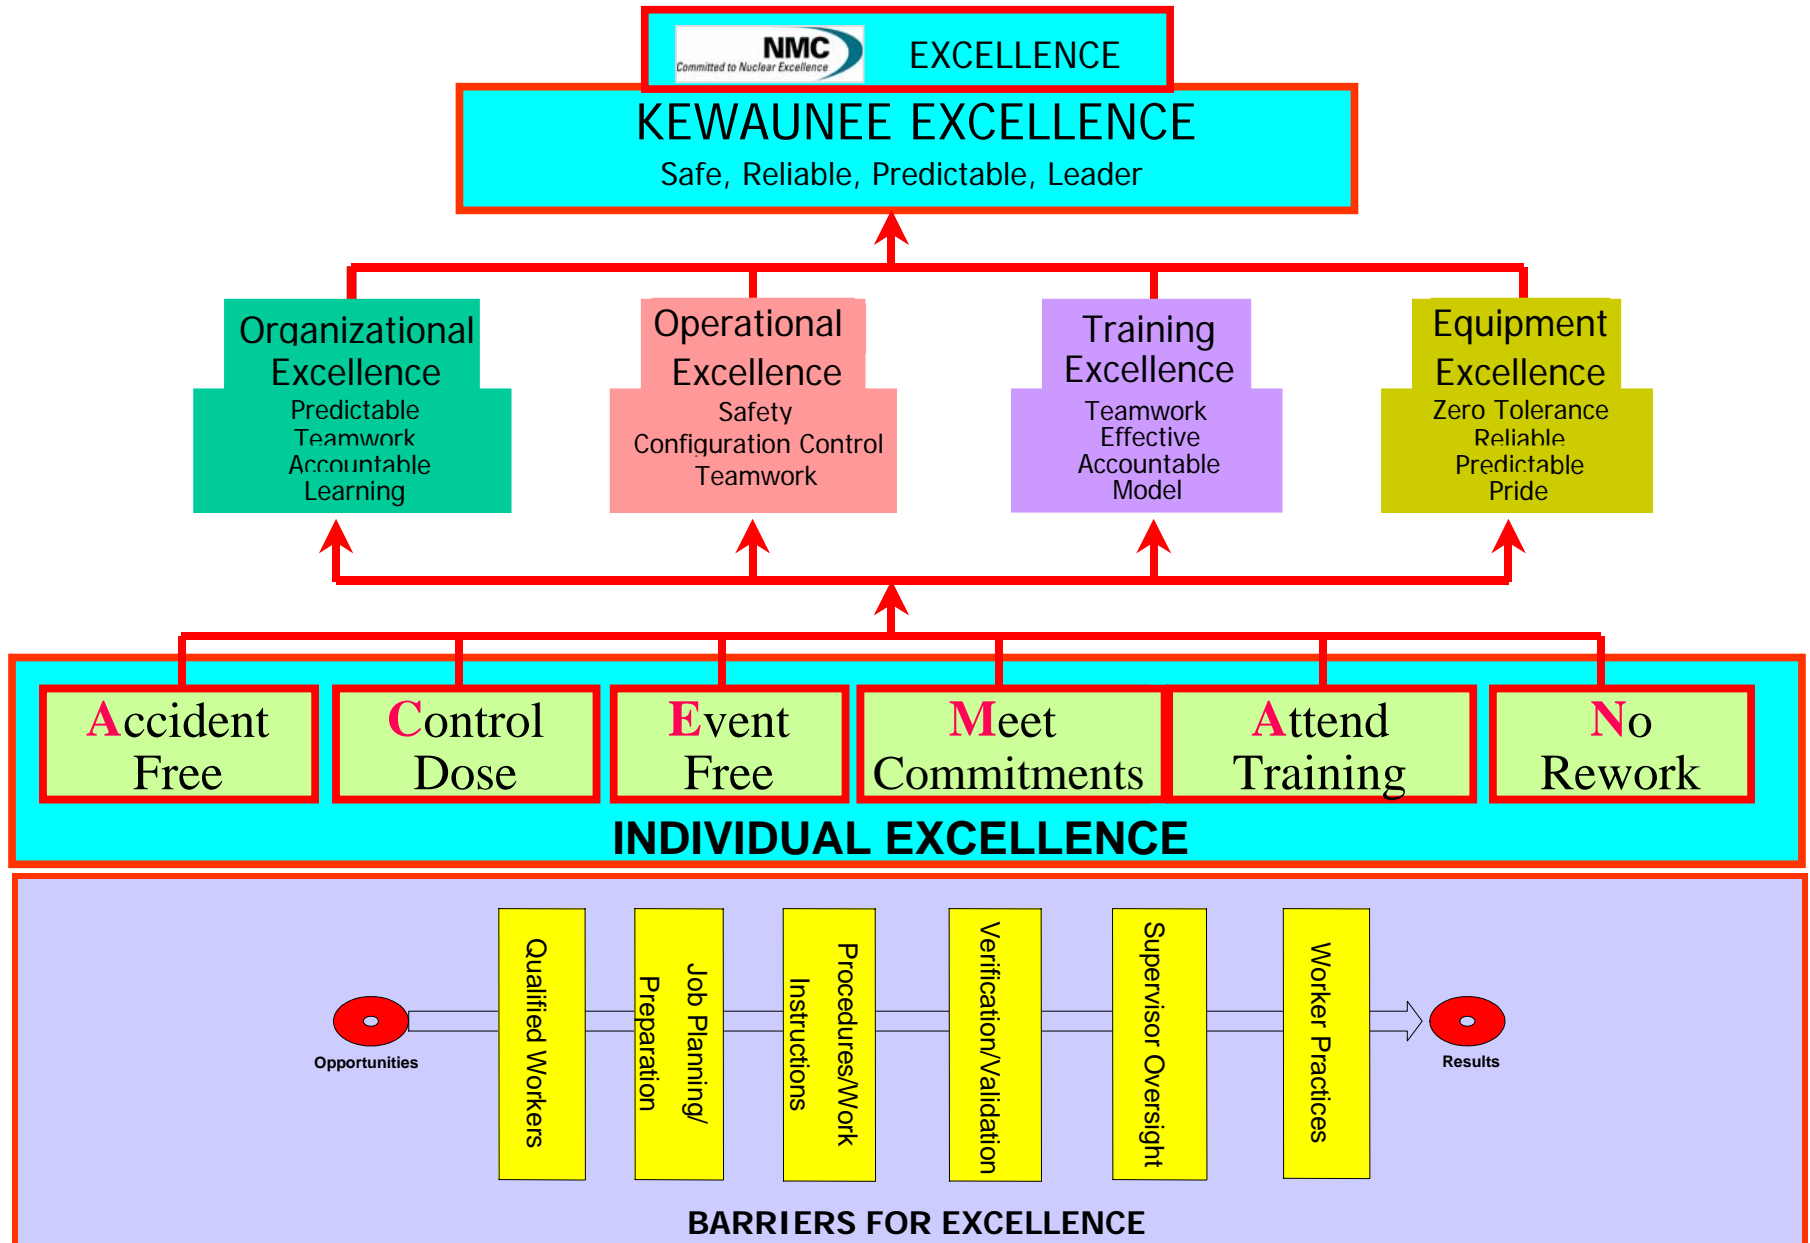 NMC
Committed to Nuclear Excellence
EXCELLENCE
KEWAUNEE EXCELLENCE
Safe, Reliable, Predictable, Leader
Organizational
Excellence
Predictable
Teamwork
Accountable
Learning
Operational
Excellence
Safety
Configuration Control
Teamwork
Training
Excellence
Teamwork
Effective
Accountable
Model
Equipment
Excellence
Zero Tolerance
Reliable
Predictable
Pride
Accident
Free
Control
Dose
Event
Free
Meet
Commitments
Attend
Training
No
Rework
INDIVIDUAL EXCELLENCE
Opportunities
Qualified Workers
Job Planning/
Preparation
Procedures/Work
Instructions
Verification/Validation
Supervisor Oversight
Worker Practices
Results
BARRIERS FOR EXCELLENCE